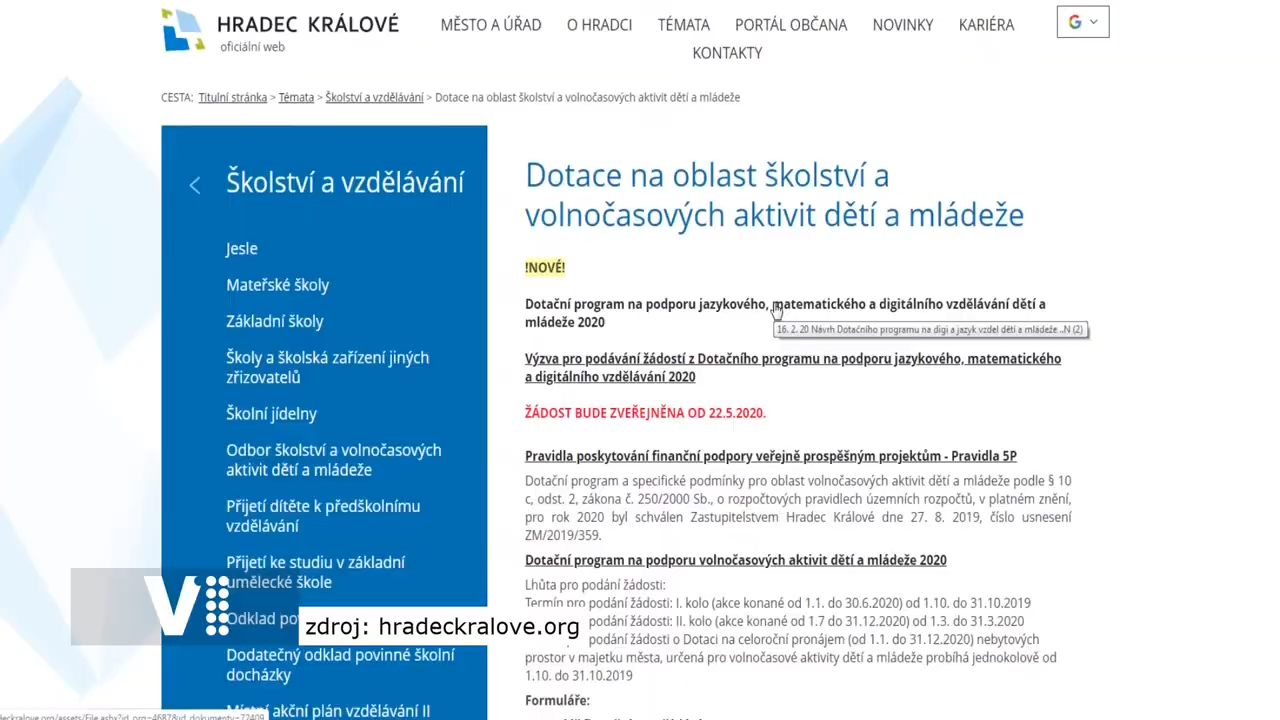 HRADEC KRÁLOVÉ
oficiální web
MĚSTO A ÚŘAD O HRADCI TÉMATA PORTÁL OBČANA NOVINKY KARIÉRA
KONTAKTY
CESTA: Titulní stránka > Témata > Školství a vzdělávání > Dotace na oblast školství a volnočasových aktivit dětí a mládeže
Školství a vzdělávání
Jesle
Mateřské školy
Základní školy
Školy a školská zařízení jiných
zřizovatelů
Školní jídelny
Odbor školství a volnočasových
aktivit dětí a mládeže
Přijetí dítěte k předškolnímu
vzdělávání
Přijetí ke studiu v základní
umělecké škole
Odklad po
Dodatečný odklad povinné školní
docházky
Místní akční plán vzdělávání II
Dotace na oblast školství a
volnočasových aktivit dětí a mládeže
!NOVÉ!
Dotační program na podporu jazykového, matematického a digitálního vzdělávání dětí a
mládeže 2020
16. 2. 20 Návrh Dotačního programu na digi a jazyk vzdel dětí a mládeže ..N (2)
Výzva pro podávání žádostí z Dotačního programu na podporu jazykového, matematického
a digitálního vzdělávání 2020
ŽÁDOST BUDE ZVEŘEJNĚNA OD 22.5.2020.
Pravidla poskytování finanční podpory veřejně prospěšným projektům - Pravidla 5P
Dotační program a specifické podmínky pro oblast volnočasových aktivit dětí a mládeže podle § 10
c, odst. 2, zákona č. 250/2000 Sb., o rozpočtových pravidlech územních rozpočtů, v platném znění,
pro rok 2020 byl schválen Zastupitelstvem Hradec Králové dne 27. 8. 2019, číslo usnesení
ZM/2019/359.
Dotační program na podporu volnočasových aktivit dětí a mládeže 2020
Lhůta pro podání žádosti:
Termín pro podání žádosti: I. kolo (akce konané od 1.1. do 30.6.2020) od 1.10. do 31.10.2019
podání žádosti: II. kolo (akce konané od 1.7 do 31.12.2020) od 1.3. do 31.3.2020
podání žádosti o Dotaci na celoroční pronájem (od 1.1. do 31.12.2020) nebytových
prostor v majetku města, určená pro volnočasové aktivity dětí a mládeže probíhá jednokolově od
1.10. do 31.10.2019
Formuláře:
V
zdroj: hradeckralove.org